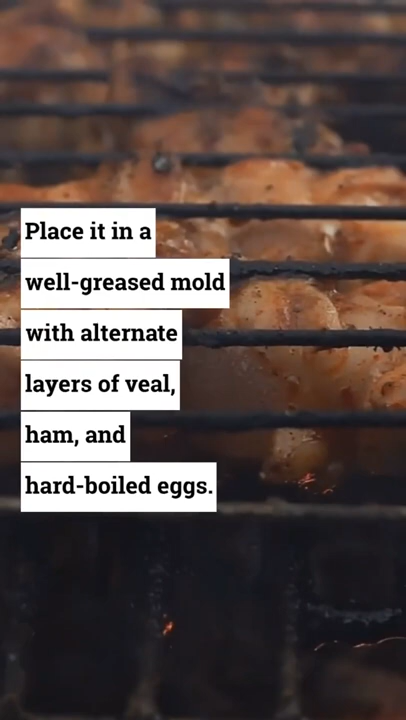 Place it in a
well-greased mold
with alternate
layers of veal,
ham, and
hard-boiled eggs.